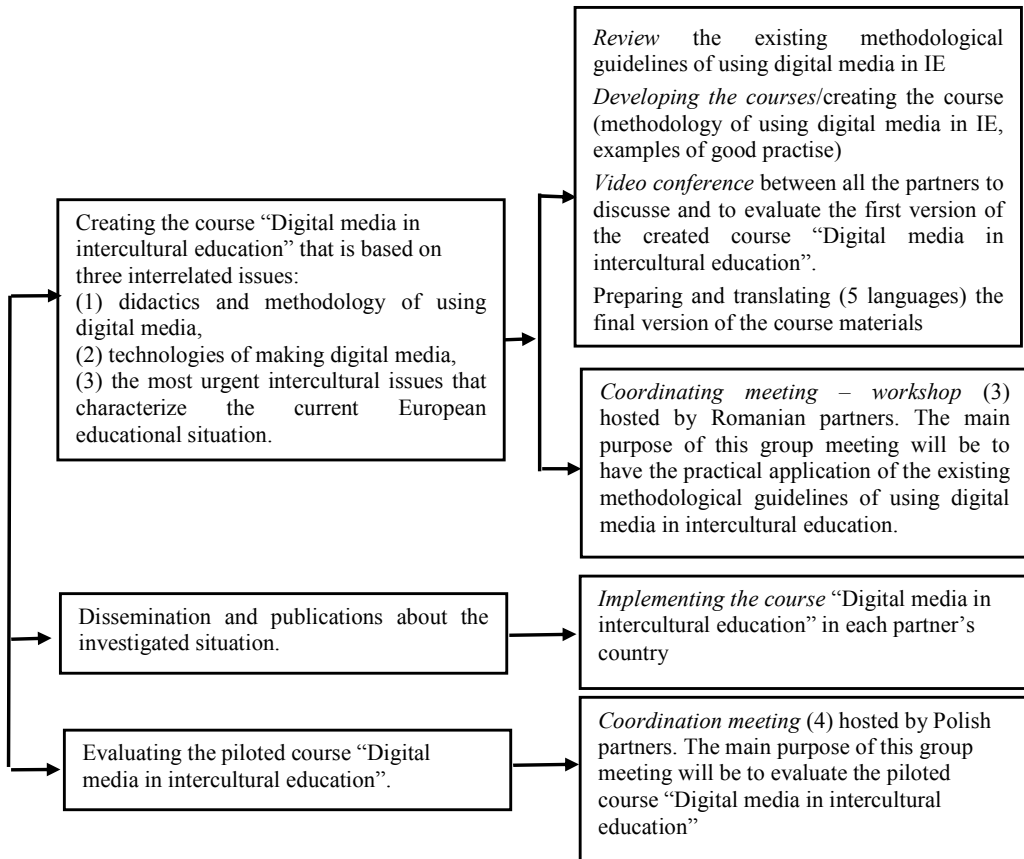 Review the existing methodological
guidelines of using digital media in IE
Developing the courses/creating the course
(methodology of using digital media in IE,
examples of good practise)
Video conference between all the partners to
discusse and to evaluate the first version of
the created course “Digital media in
intercultural education”.
Preparing and translating (5 languages) the
final version of the course materials
Creating the course “Digital media in
intercultural education” that is based on
three interrelated issues:
(1) didactics and methodology of using
digital media,
(2) technologies of making digital media,
(3) the most urgent intercultural issues that
characterize the current European
educational situation.
Coordinating meeting – workshop (3)
hosted by Romanian partners. The main
purpose of this group meeting will be to
have the practical application of the existing
methodological guidelines of using digital
media in intercultural education.
Dissemination and publications about the
investigated situation.
Implementing the course “Digital media in
intercultural education” in each partner’s
country
Evaluating the piloted course “Digital
media in intercultural education”.
Coordination meeting (4) hosted by Polish
partners. The main purpose of this group
meeting will be to evaluate the piloted
course “Digital media in intercultural
education”